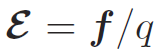 𝓔 = 𝒇/q